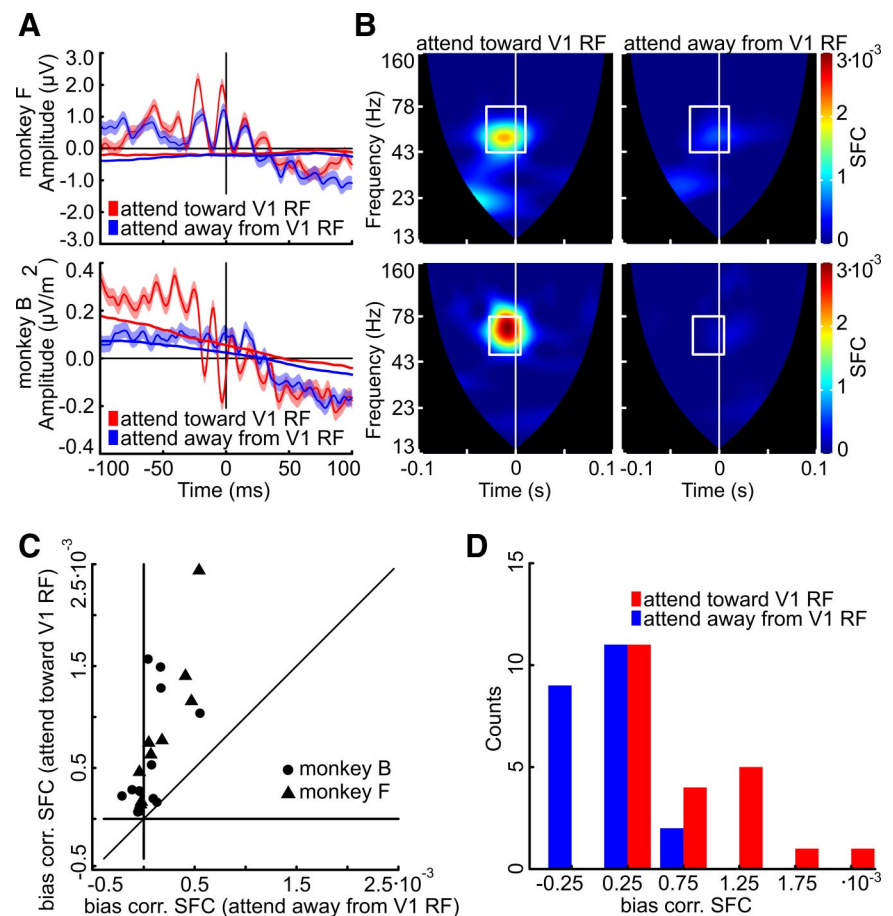 A
3.0
2.0
1.0
0.0
-1.0
-2.0
-3.0
monkey F
Amplitude (µV)
attend toward V1 RF
attend away from V1 RF
0.4
0.2
0.0
-0.2
-0.4
monkey B
Amplitude (µV/m²)
attend toward V1 RF
attend away from V1 RF
-100 -50 0 50 100
Time (ms)
B
attend toward V1 RF
attend away from V1 RF
160
78
43
23
13
Frequency (Hz)
3·10⁻³
2
1
0
SFC
160
78
43
23
13
Frequency (Hz)
3·10⁻³
2
1
0
SFC
-0.1 0 0.1
Time (s)
-0.1 0 0.1
Time (s)
C
2.5·10⁻³
1.5
0.5
-0.5
bias corr. SFC (attend toward V1 RF)
monkey B
monkey F
-0.5 0.5 1.5 2.5·10⁻³
bias corr. SFC (attend away from V1 RF)
D
15
10
5
0
Counts
attend toward V1 RF
attend away from V1 RF
-0.25 0.25 0.75 1.25 1.75 ·10⁻³
bias corr. SFC